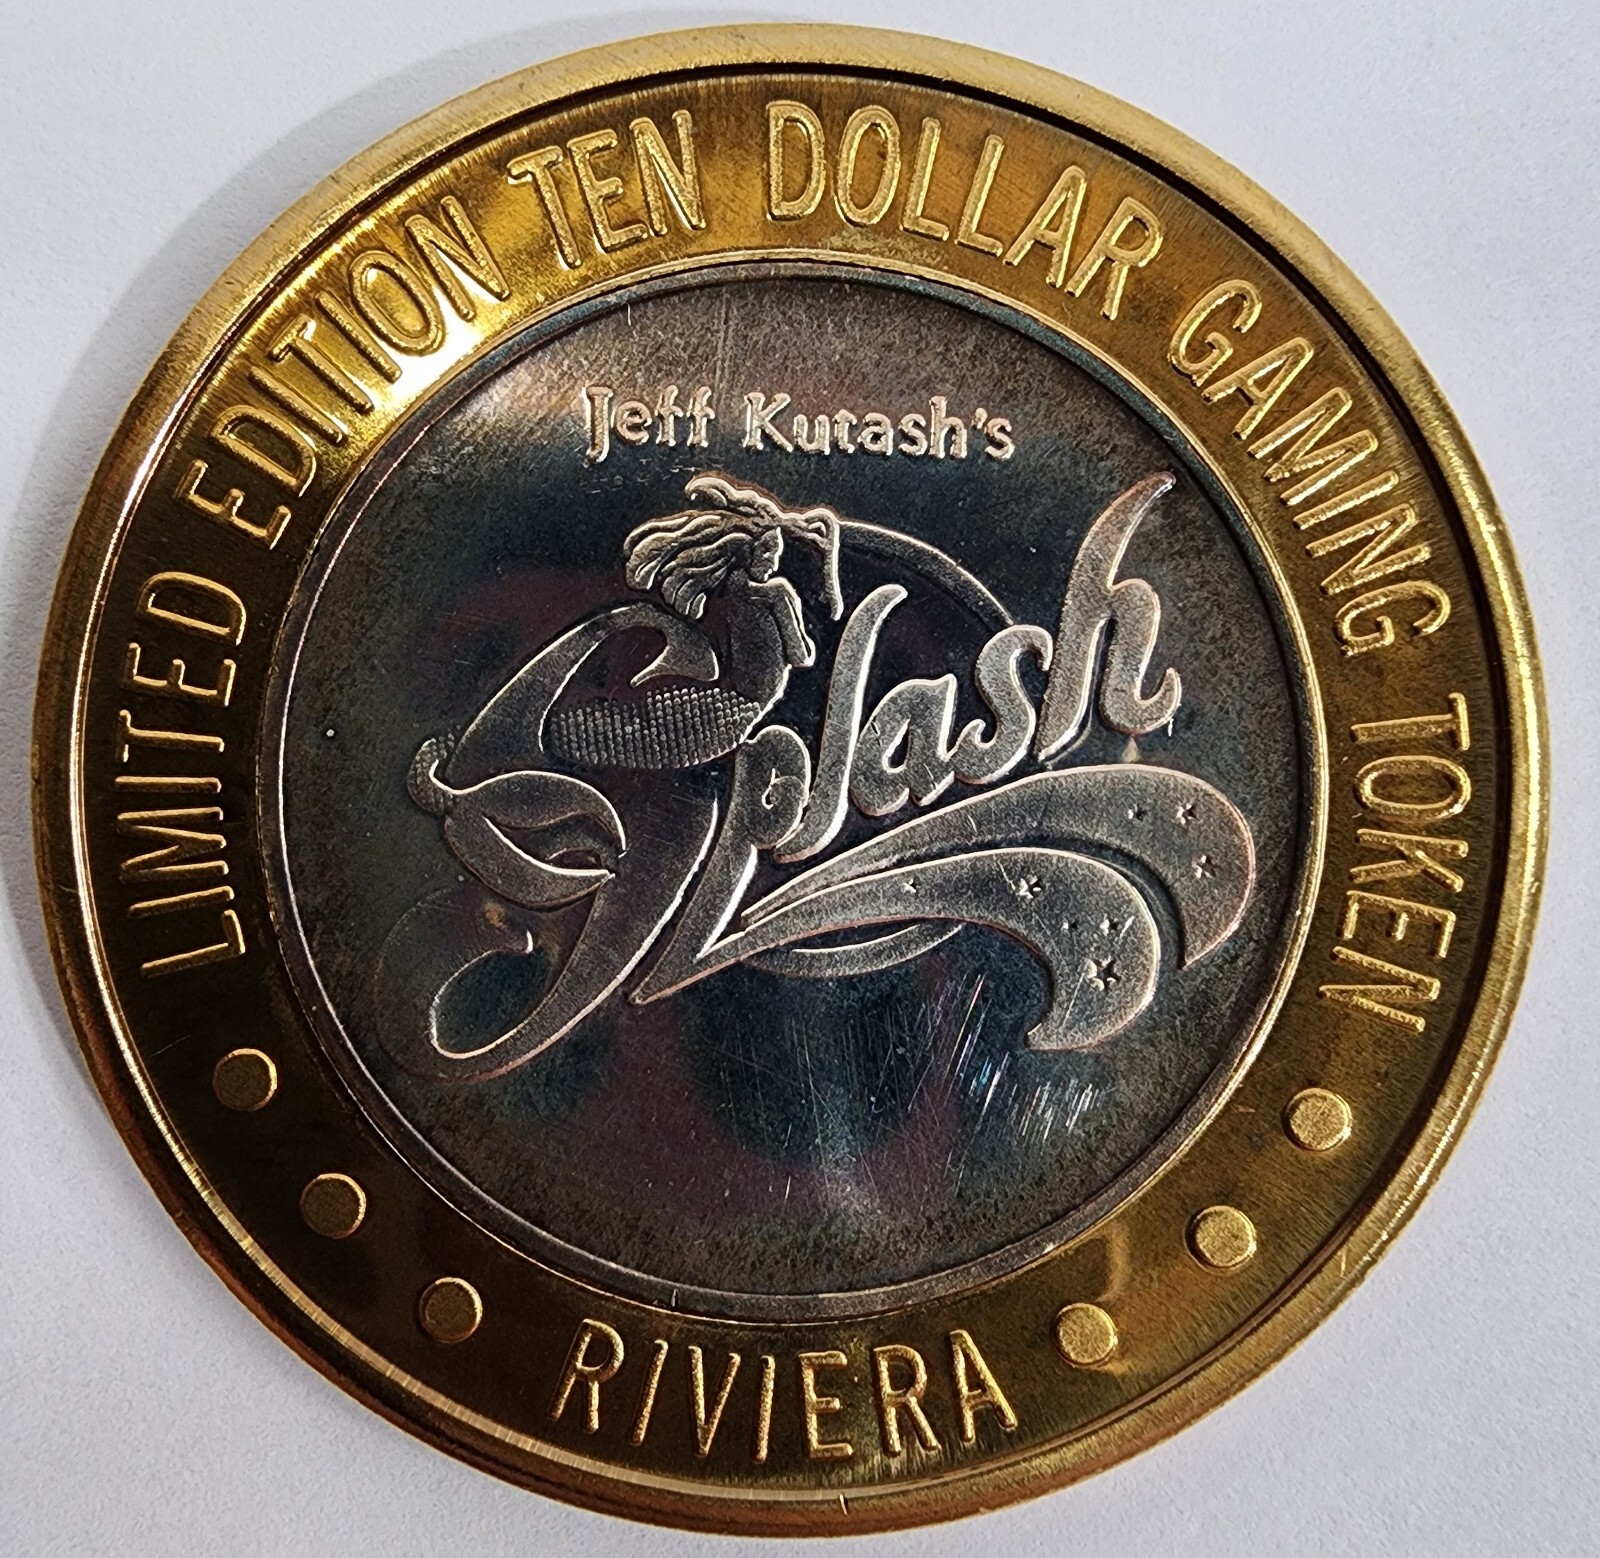 LIMITED EDITION TEN DOLLAR GAMING TOKEN
Jeff Kutash's
Splash
RIVIERA